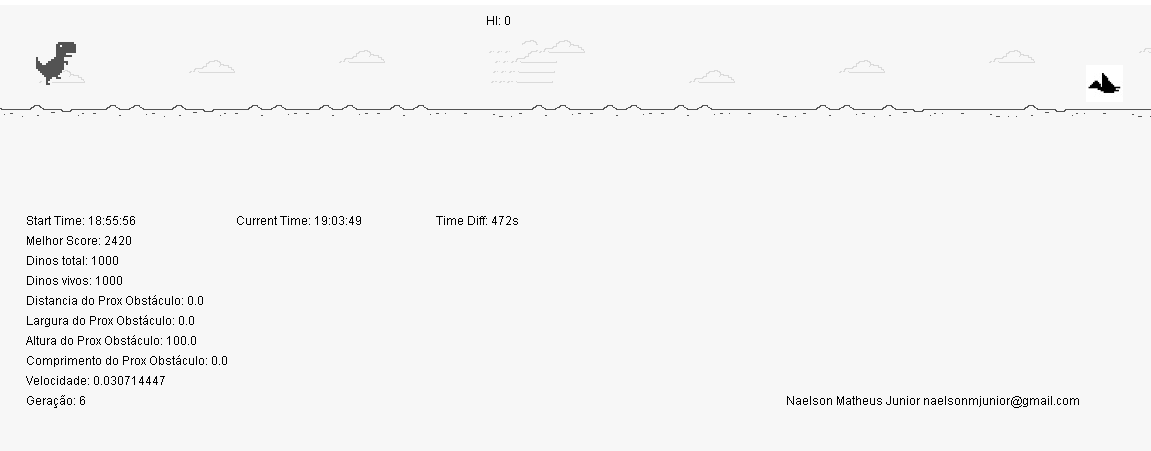 HI: 0
Start Time: 18:55:56 Current Time: 19:03:49 Time Diff: 472s
Melhor Score: 2420
Dinos total: 1000
Dinos vivos: 1000
Distancia do Prox Obstáculo: 0.0
Largura do Prox Obstáculo: 0.0
Altura do Prox Obstáculo: 100.0
Comprimento do Prox Obstáculo: 0.0
Velocidade: 0.030714447
Geração: 6 Naelson Matheus Junior naelsonmjunior@gmail.com